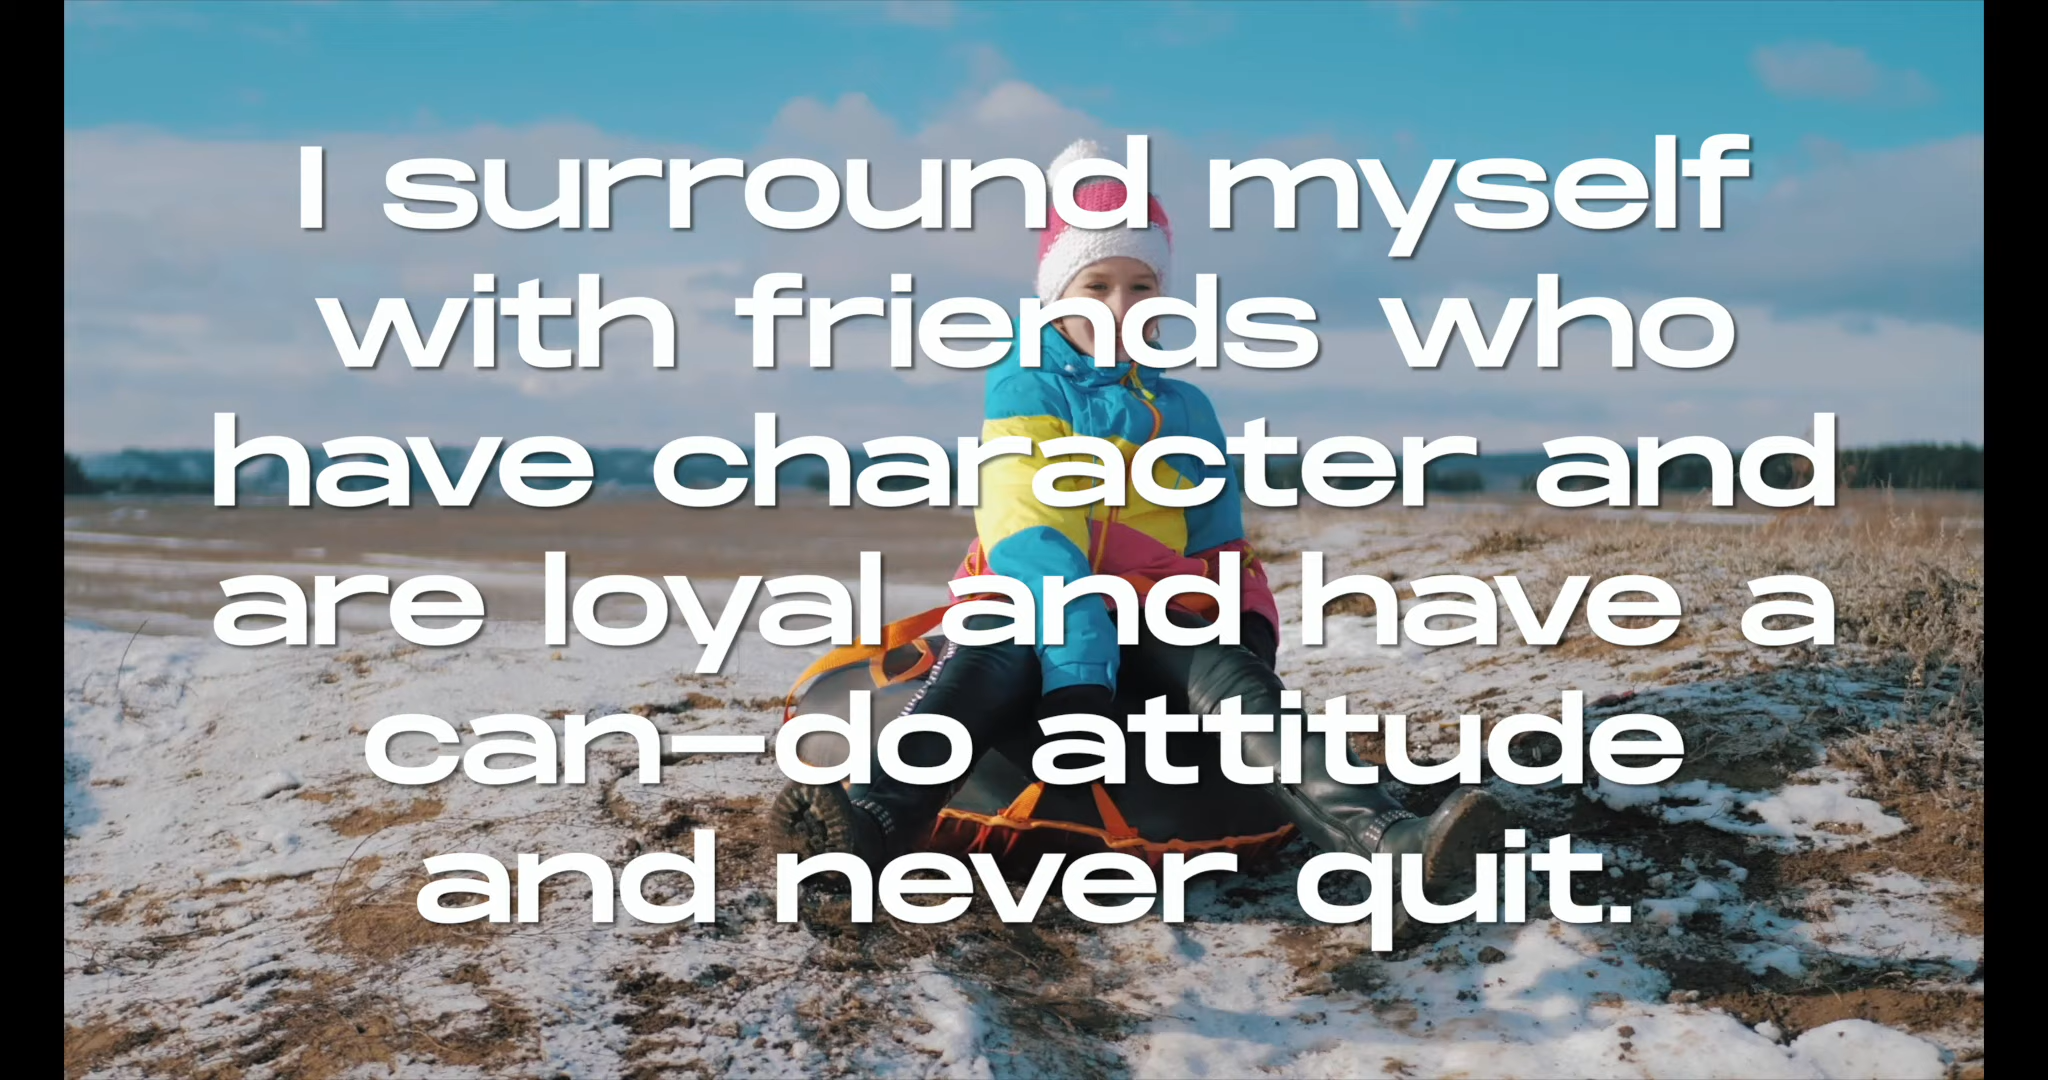 I surround myself
with friends who
have character and
are loyal and have a
can-do attitude
and never quit.